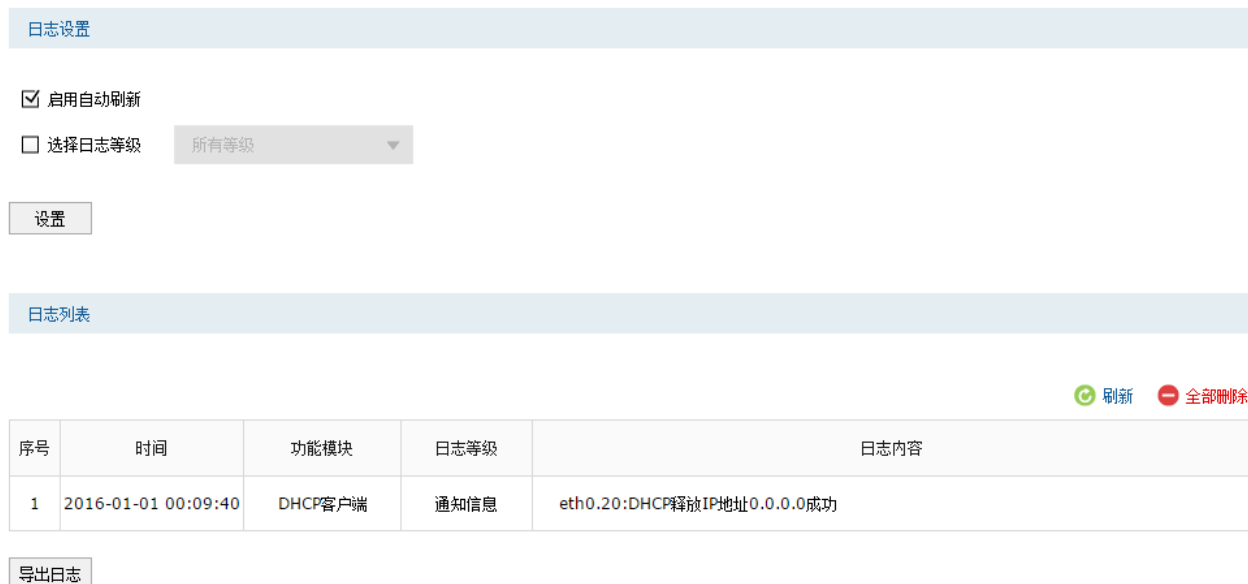 日志设置
启用自动刷新
选择日志等级 所有等级
设置
日志列表
刷新 全部删除
序号 时间 功能模块 日志等级 日志内容
1 2016-01-01 00:09:40 DHCP客户端 通知信息 eth0.20:DHCP释放IP地址0.0.0.0成功
导出日志